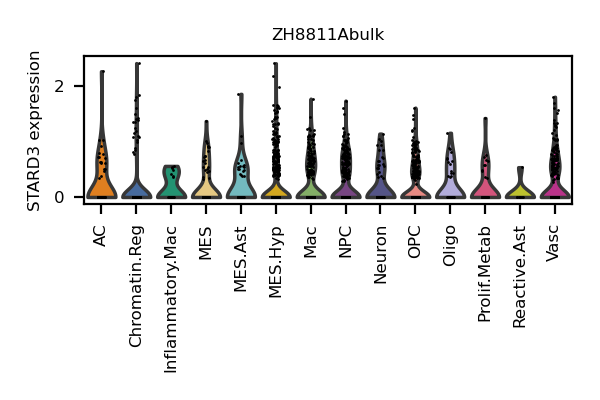 ZH8811Abulk
STARD3 expression
2
0
AC
Chromatin.Reg
Inflammatory.Mac
MES
MES.Ast
MES.Hyp
Mac
NPC
Neuron
OPC
Oligo
Prolif.Metab
Reactive.Ast
Vasc